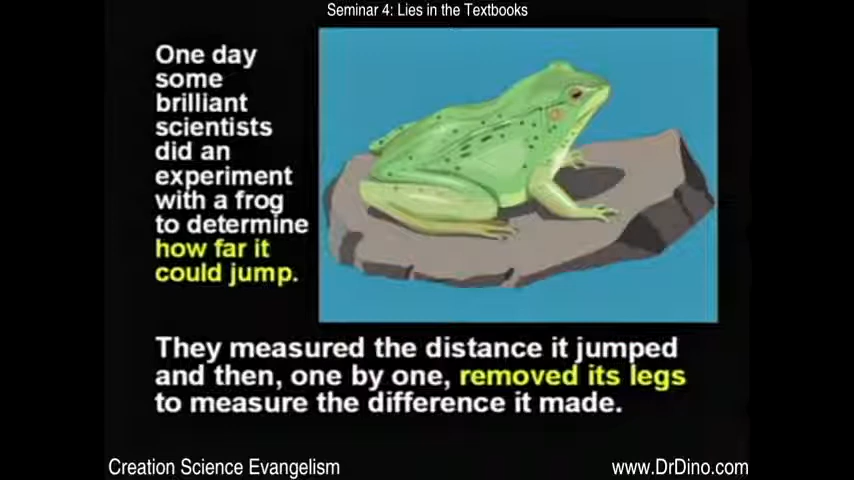 Seminar 4: Lies in the Textbooks
One day
some
brilliant
scientists
did an
experiment
with a frog
to determine
how far it
could jump.
They measured the distance it jumped
and then, one by one, removed its legs
to measure the difference it made.
Creation Science Evangelism
www.DrDino.com